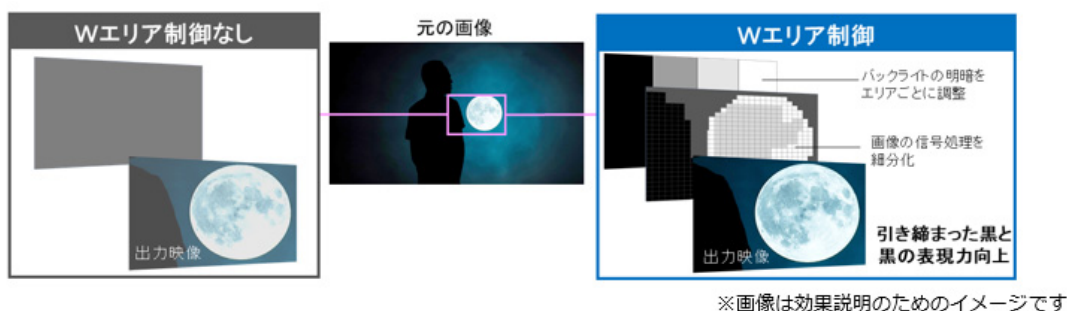 Wエリア制御なし
出力映像
元の画像
Wエリア制御
バックライトの明暗を
エリアごとに調整
画像の信号処理を
細分化
出力映像
引き締まった黒と
黒の表現力向上
※画像は効果説明のためのイメージです